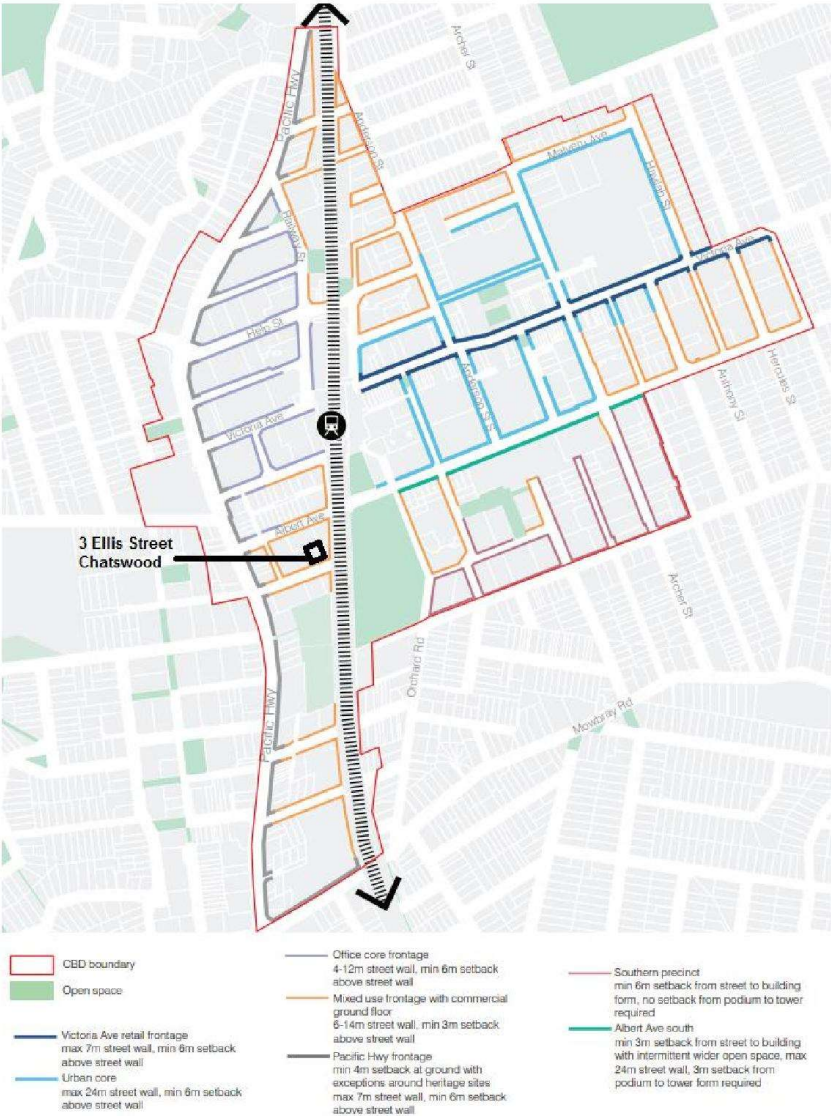 Archer St
Pacific Hwy
Anderson St
Malvern Ave
Havilah St
Railway St
Victoria Ave
Help St
Anderson St S
Anthony St
Hercules St
Victoria Ave
Albert Ave
3 Ellis Street
Chatswood
Archer St
Orchard Rd
Pacific Hwy
Mowbray Rd
CBD boundary
Open space
Victoria Ave retail frontage
max 7m street wall, min 6m setback
above street wall
Urban core
max 24m street wall, min 6m setback
above street wall
Office core frontage
4-12m street wall, min 6m setback
above street wall
Mixed use frontage with commercial
ground floor
6-14m street wall, min 3m setback
above street wall
Pacific Hwy frontage
min 4m setback at ground with
exceptions around heritage sites
max 7m street wall, min 6m setback
above street wall
Southern precinct
min 6m setback from street to building
form, no setback from podium to tower
required
Albert Ave south
min 3m setback from street to building
with intermittent wider open space, max
24m street wall, 3m setback from
podium to tower form required